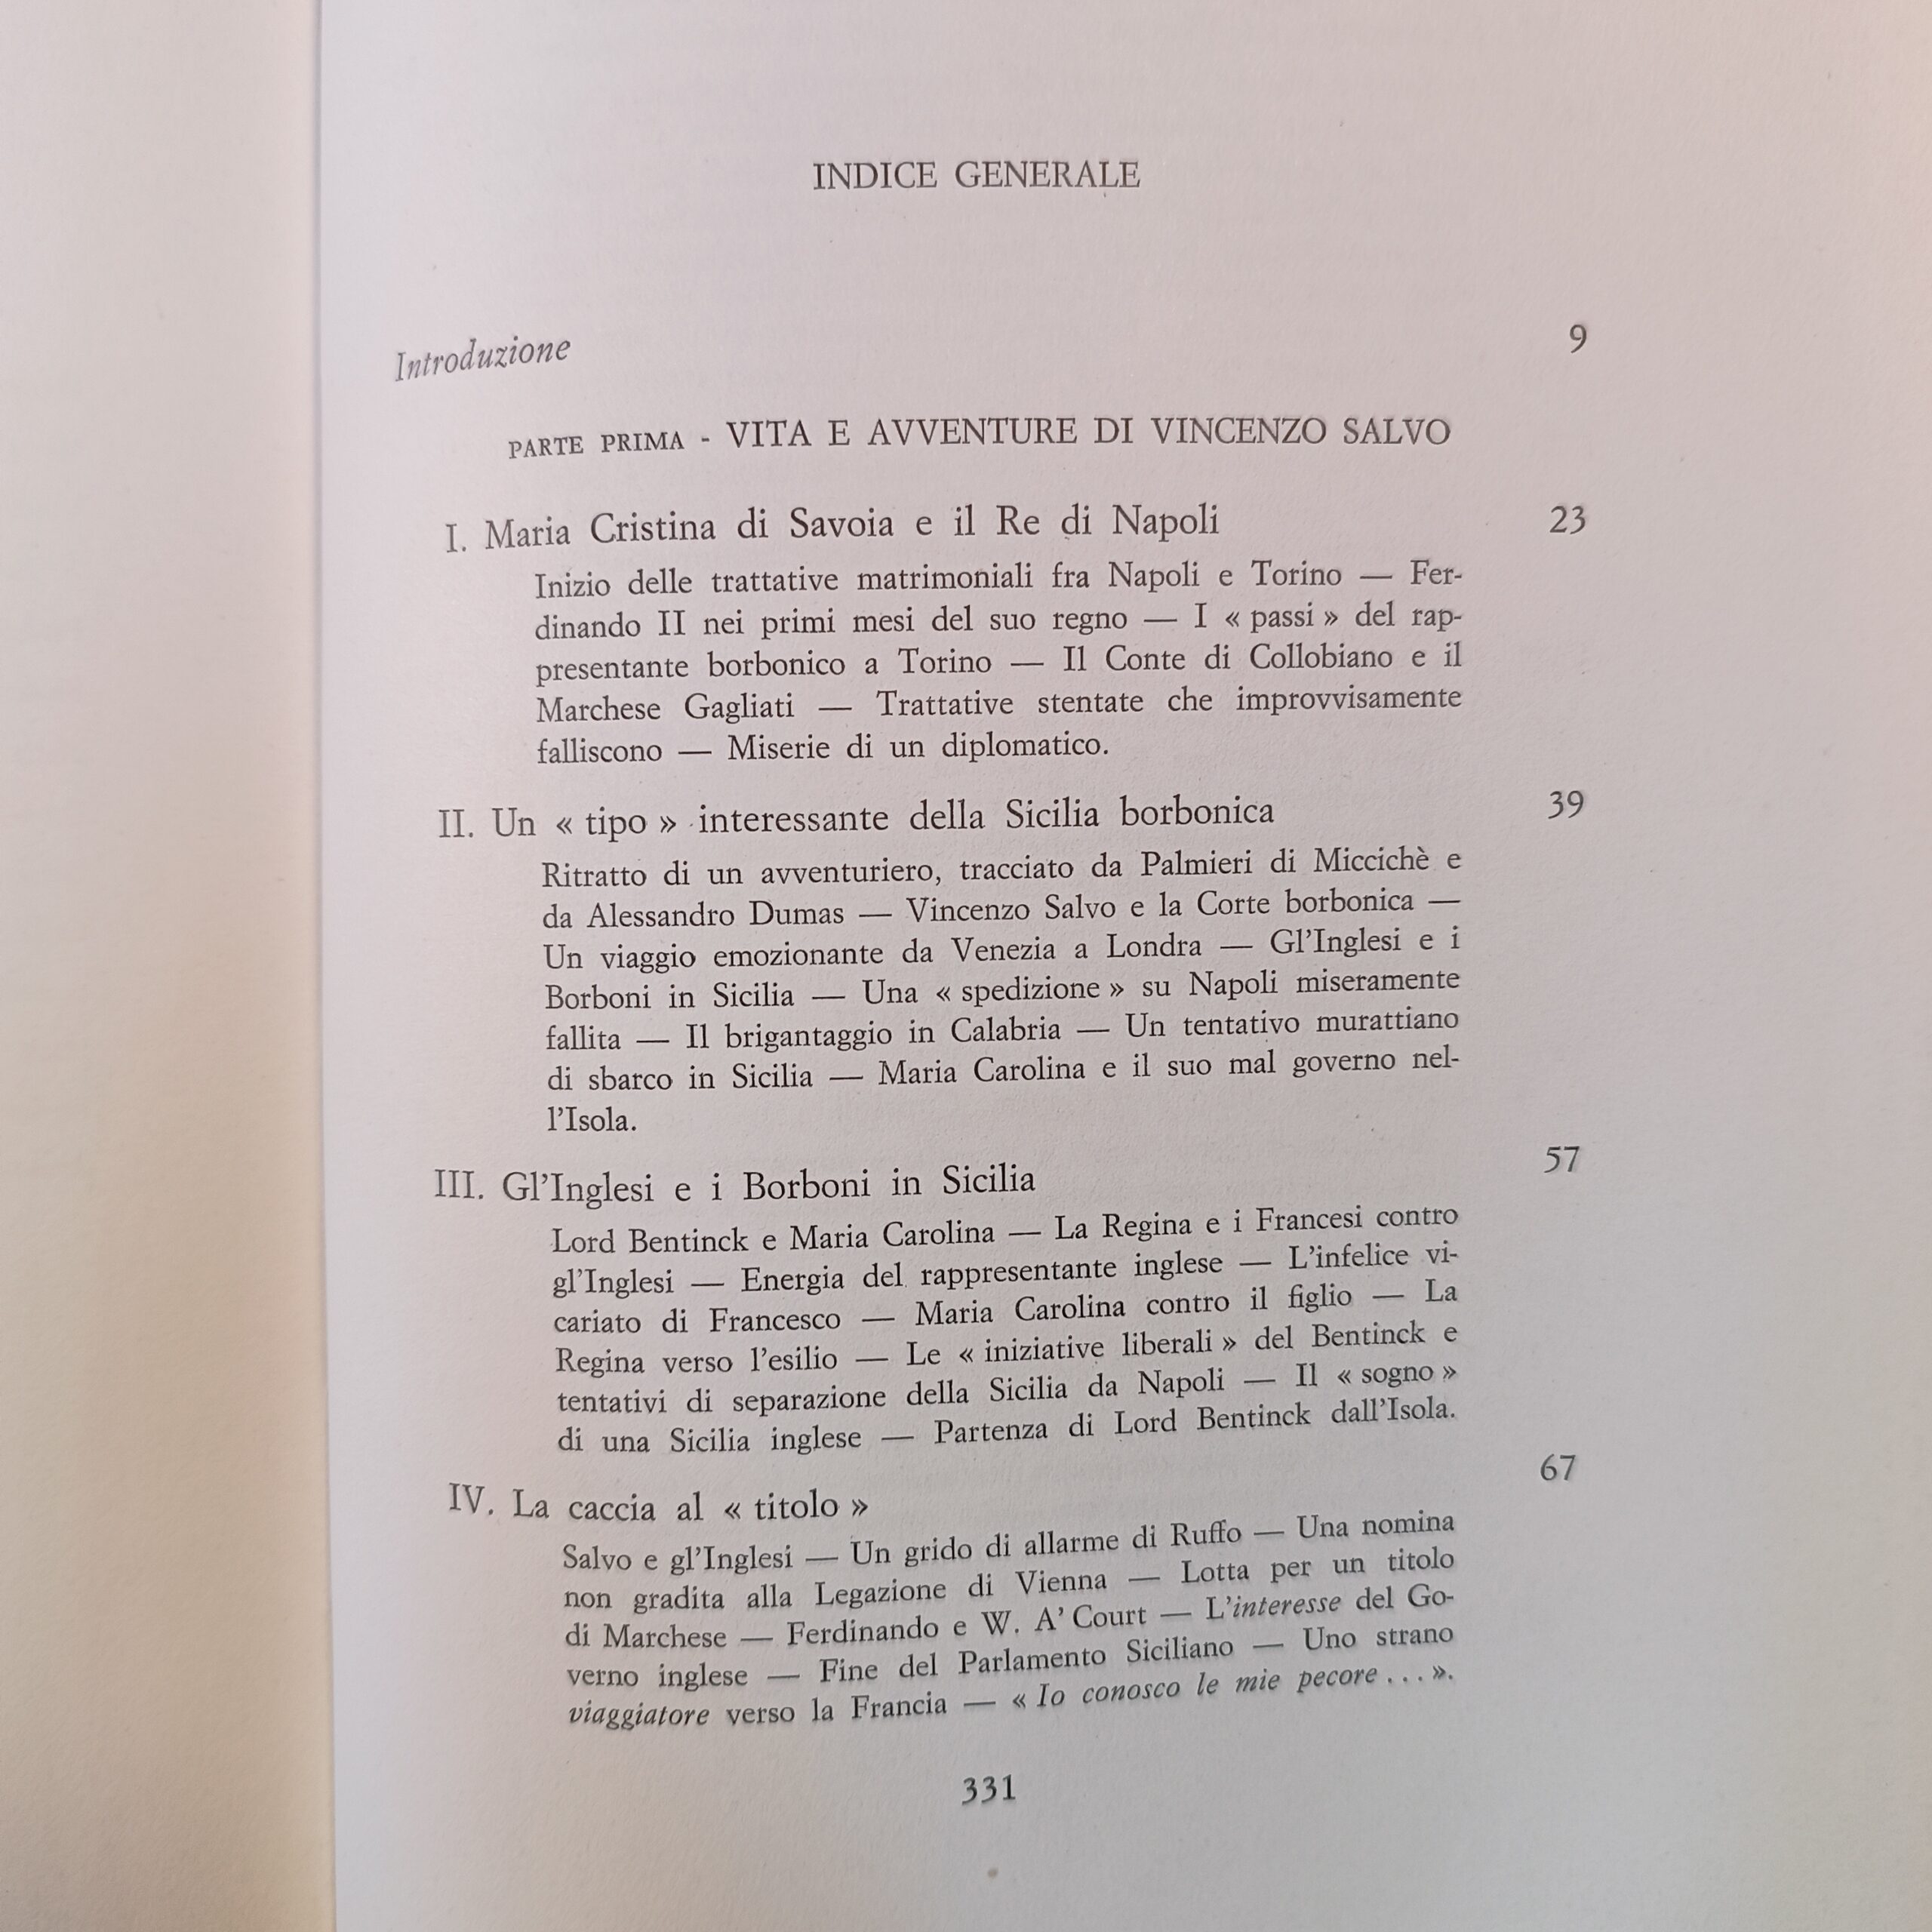 INDICE GENERALE
Introduzione 9
PARTE PRIMA - VITA E AVVENTURE DI VINCENZO SALVO
I. Maria Cristina di Savoia e il Re di Napoli 23
Inizio delle trattative matrimoniali fra Napoli e Torino — Fer-
dinando II nei primi mesi del suo regno — I « passi » del rap-
presentante borbonico a Torino — Il Conte di Collobiano e il
Marchese Gagliati — Trattative stentate che improvvisamente
falliscono — Miserie di un diplomatico.
II. Un « tipo » interessante della Sicilia borbonica 39
Ritratto di un avventuriero, tracciato da Palmieri di Miccichè e
da Alessandro Dumas — Vincenzo Salvo e la Corte borbonica —
Un viaggio emozionante da Venezia a Londra — Gl'Inglesi e i
Borboni in Sicilia — Una « spedizione » su Napoli miseramente
fallita — Il brigantaggio in Calabria — Un tentativo murattiano
di sbarco in Sicilia — Maria Carolina e il suo mal governo nel-
l'Isola.
III. Gl'Inglesi e i Borboni in Sicilia 57
Lord Bentinck e Maria Carolina — La Regina e i Francesi contro
gl'Inglesi — Energia del rappresentante inglese — L'infelice vi-
cariato di Francesco — Maria Carolina contro il figlio — La
Regina verso l'esilio — Le « iniziative liberali » del Bentinck e
tentativi di separazione della Sicilia da Napoli — Il « sogno »
di una Sicilia inglese — Partenza di Lord Bentinck dall'Isola.
IV. La caccia al « titolo » 67
Salvo e gl'Inglesi — Un grido di allarme di Ruffo — Una nomina
non gradita alla Legazione di Vienna — Lotta per un titolo
di Marchese — Ferdinando e W. A' Court — L'interesse del Go-
verno inglese — Fine del Parlamento Siciliano — Uno strano
viaggiatore verso la Francia — « Io conosco le mie pecore . . . ».
331